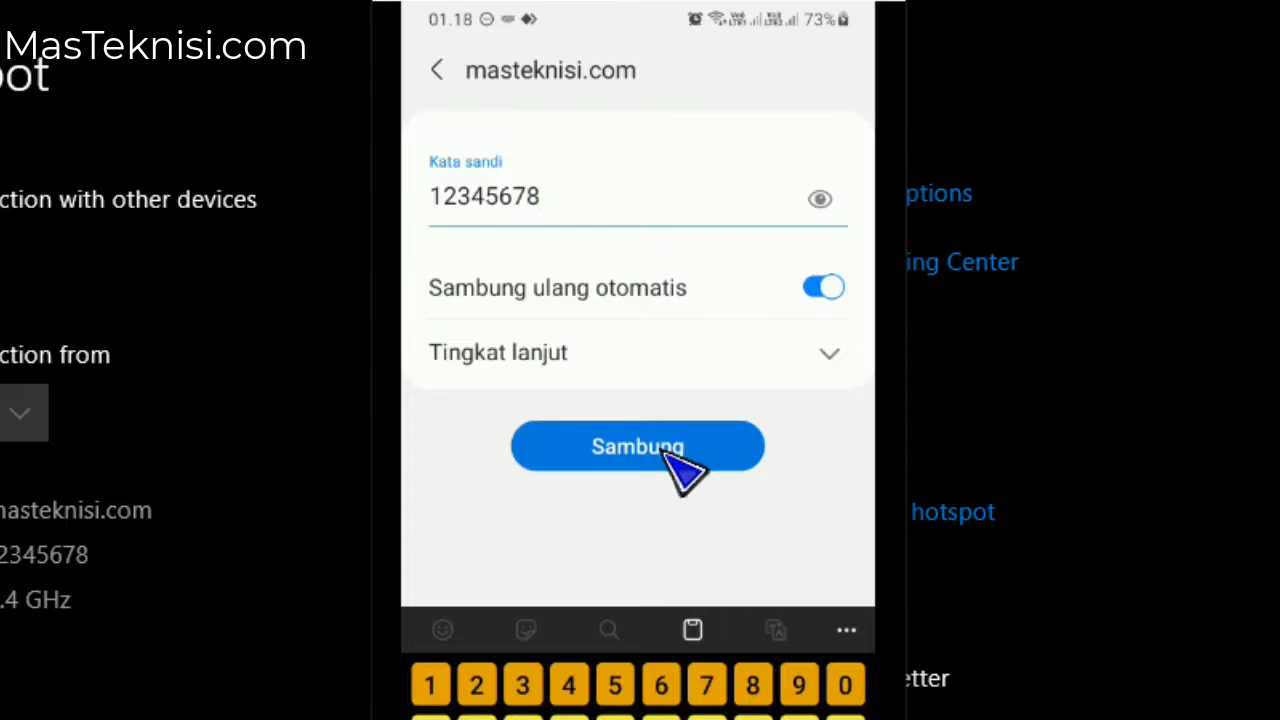 MasTeknisi.com
01.18
73%
masteknisi.com
Kata sandi
12345678
Sambung ulang otomatis
Tingkat lanjut
Sambung
1 2 3 4 5 6 7 8 9 0
ot
ction with other devices
ction from
masteknisi.com
2345678
.4 GHz
ptions
ing Center
hotspot
etter